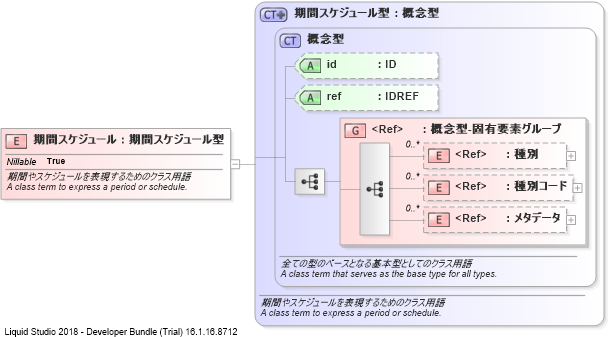 CT 期間スケジュール型 : 概念型
CT 概念型
A id : ID
A ref : IDREF
E 期間スケジュール : 期間スケジュール型
Nillable True
期間やスケジュールを表現するためのクラス用語
A class term to express a period or schedule.
G <Ref> : 概念型-固有要素グループ
0..*
E <Ref> : 種別
0..*
E <Ref> : 種別コード
0..*
E <Ref> : メタデータ
全ての型のベースとなる基本型としてのクラス用語
A class term that serves as the base type for all types.
期間やスケジュールを表現するためのクラス用語
A class term to express a period or schedule.
Liquid Studio 2018 - Developer Bundle (Trial) 16.1.16.8712